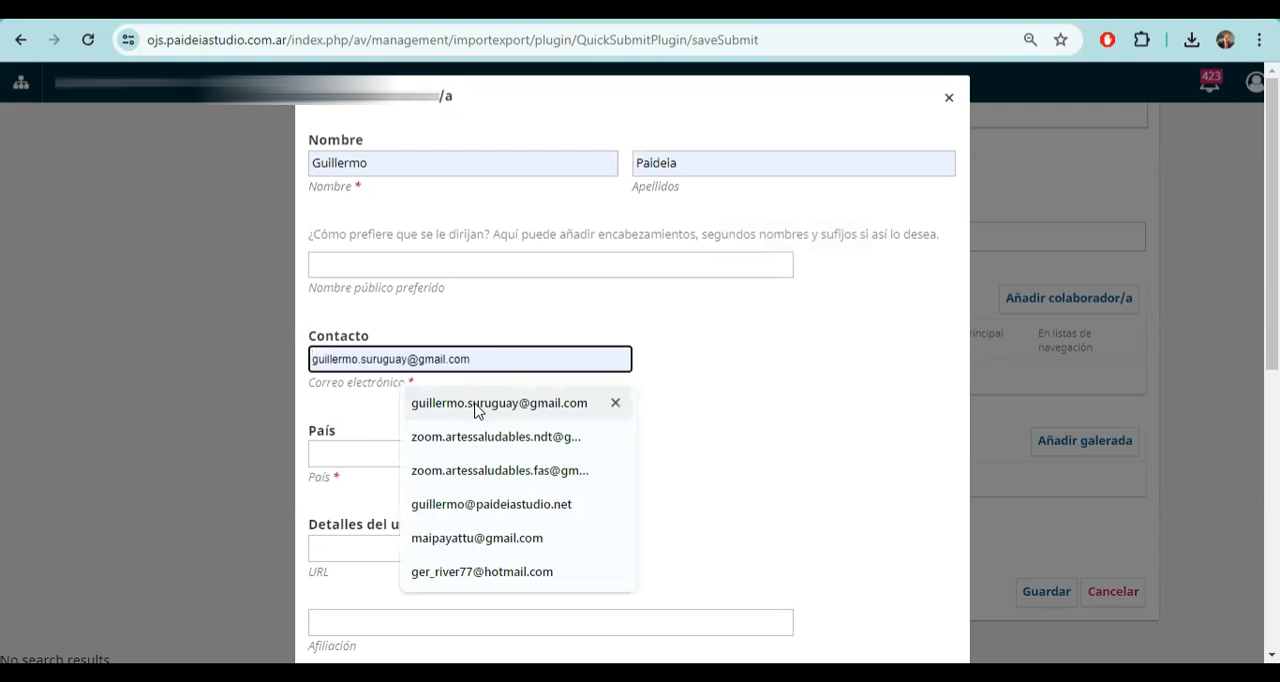 ojs.paideiastudio.com.ar/index.php/av/management/importexport/plugin/QuickSubmitPlugin/saveSubmit
423
/a
×
Nombre
Guillermo
Paideia
Nombre *
Apellidos
¿Cómo prefiere que se le dirijan? Aquí puede añadir encabezamientos, segundos nombres y sufijos si así lo desea.
Nombre público preferido
Añadir colaborador/a
Contacto
guillermo.suruguay@gmail.com
Correo electrónico *
ncipal
En listas de
navegación
guillermo.suruguay@gmail.com
zoom.artessaludables.ndt@g...
País
Añadir galerada
País *
zoom.artessaludables.fas@gm...
guillermo@paideiastudio.net
Detalles del u
maipayattu@gmail.com
URL
ger_river77@hotmail.com
Guardar
Cancelar
Afiliación
No search results